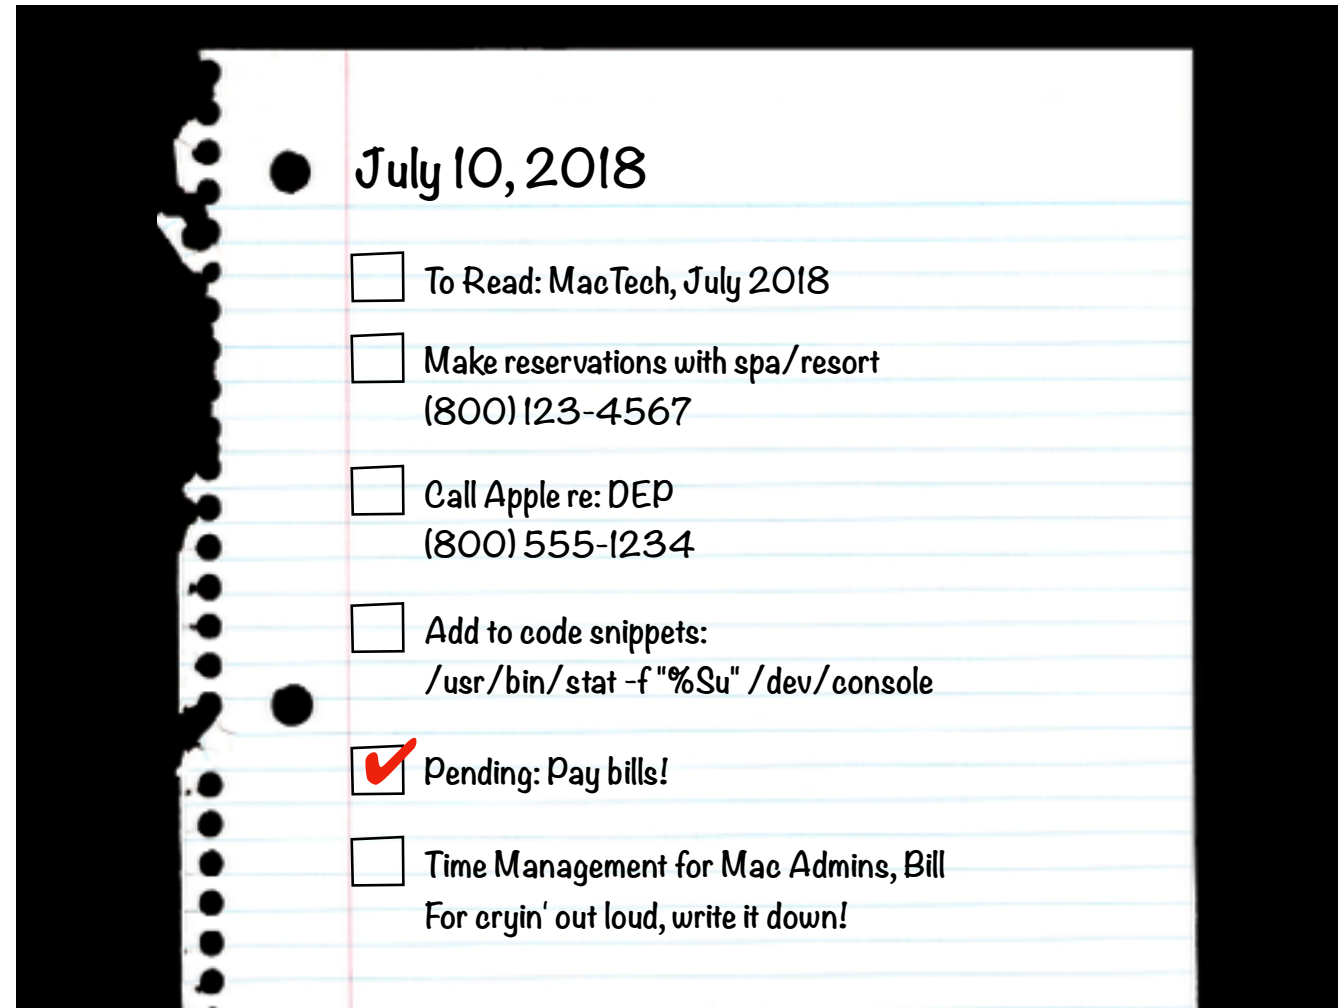 July 10, 2018
To Read: MacTech, July 2018
Make reservations with spa/resort
(800) 123-4567
Call Apple re: DEP
(800) 555-1234
Add to code snippets:
/usr/bin/stat -f "%Su" /dev/console
Pending: Pay bills!
Time Management for Mac Admins, Bill
For cryin' out loud, write it down!